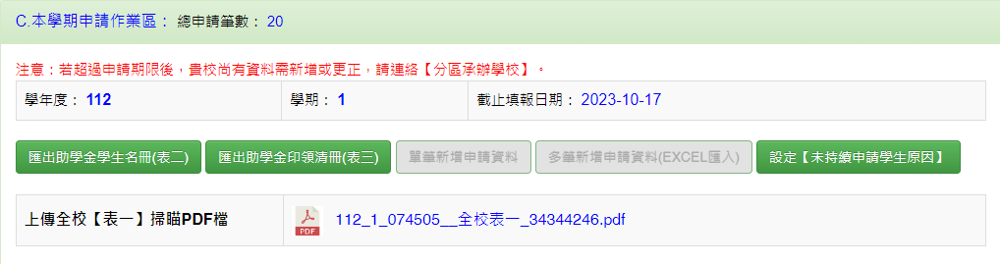 C.本學期申請作業區： 總申請筆數： 20
注意：若超過申請期限後，貴校尚有資料需新增或更正，請連絡【分區承辦學校】。
學年度： 112 學期： 1 截止填報日期： 2023-10-17
匯出助學金學生名冊(表二) 匯出助學金印領清冊(表三) 單筆新增申請資料 多筆新增申請資料(EXCEL匯入) 設定【未持續申請學生原因】
上傳全校【表一】掃瞄PDF檔 PDF 112_1_074505__全校表一_34344246.pdf